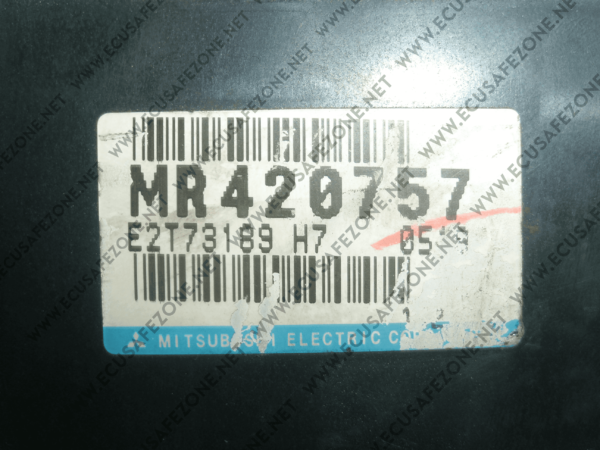 MR420757
E2T73189 H7
MITSUBISHI ELECTRIC
WWW.ECUSAFEZONE.NET